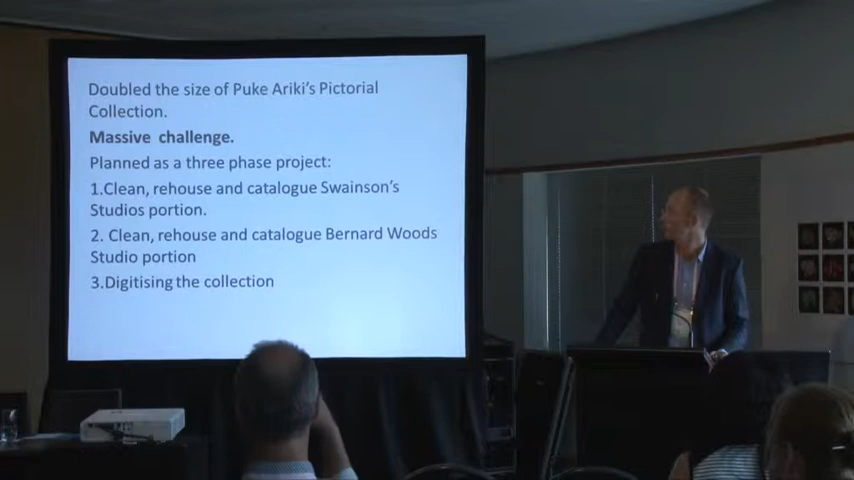 Doubled the size of Puke Ariki's Pictorial
Collection.
Massive challenge.
Planned as a three phase project:
1.Clean, rehouse and catalogue Swainson's
Studios portion.
2. Clean, rehouse and catalogue Bernard Woods
Studio portion
3.Digitising the collection